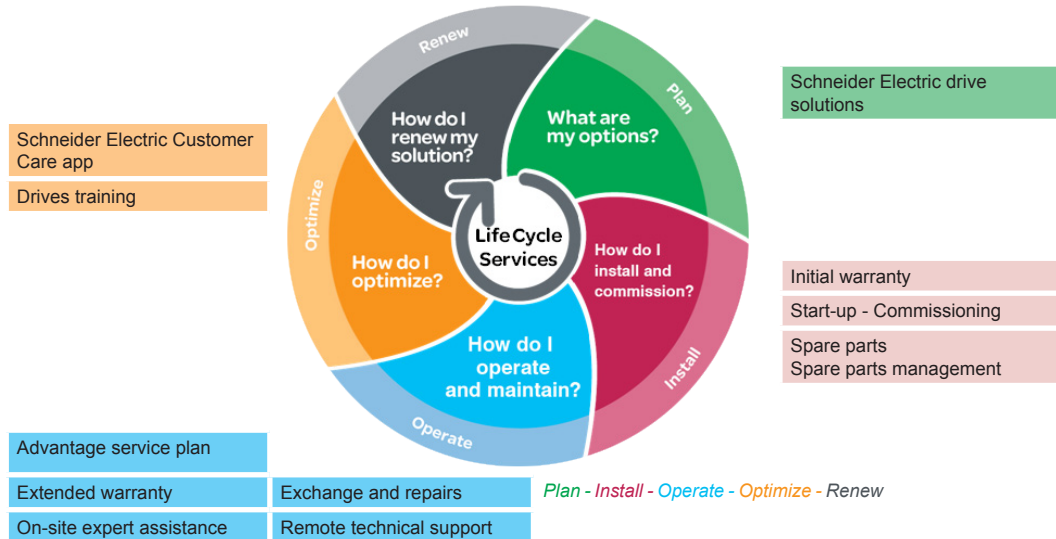 Renew
Plan
Install
Operate
Optimize
How do I
renew my
solution?
What are
my options?
How do I
install and
commission?
How do I
operate
and maintain?
How do I
optimize?
Life Cycle
Services
Schneider Electric drive
solutions
Schneider Electric Customer
Care app
Drives training
Initial warranty
Start-up - Commissioning
Spare parts
Spare parts management
Advantage service plan
Extended warranty
Exchange and repairs
On-site expert assistance
Remote technical support
Plan - Install - Operate - Optimize - Renew